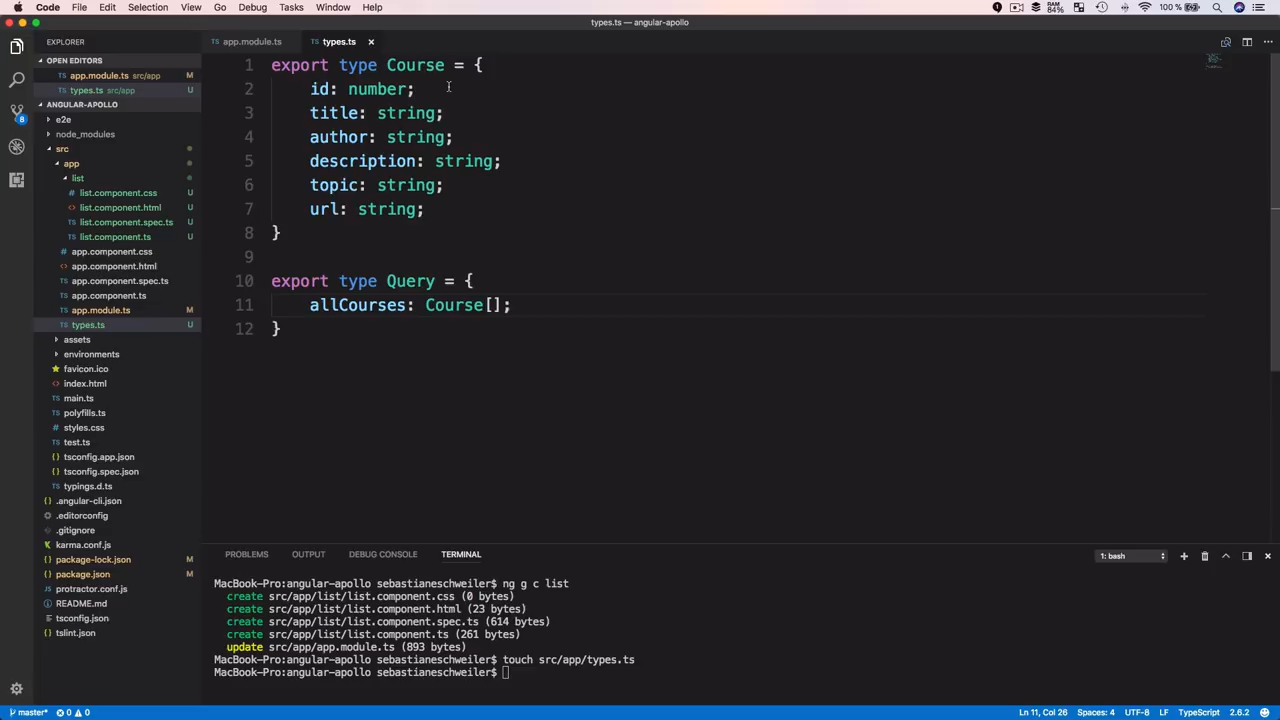 Code File Edit Selection View Go Debug Tasks Window Help
RAM 84% 100 %
types.ts — angular-apollo
EXPLORER
app.module.ts
types.ts ×
OPEN EDITORS
app.module.ts src/app M
types.ts src/app U
ANGULAR-APOLLO
e2e
node_modules
src
app
list
list.component.css U
list.component.html U
list.component.spec.ts U
list.component.ts U
app.component.css
app.component.html
app.component.spec.ts
app.component.ts
app.module.ts M
types.ts U
assets
environments
favicon.ico
index.html
main.ts
polyfills.ts
styles.css
test.ts
tsconfig.app.json
tsconfig.spec.json
typings.d.ts
.angular-cli.json
.editorconfig
.gitignore
karma.conf.js
package-lock.json M
package.json M
protractor.conf.js
README.md
tsconfig.json
tslint.json
8
1 export type Course = {
2 id: number;
3 title: string;
4 author: string;
5 description: string;
6 topic: string;
7 url: string;
8 }
9
10 export type Query = {
11 allCourses: Course[];
12 }
PROBLEMS OUTPUT DEBUG CONSOLE TERMINAL 1: bash
MacBook-Pro:angular-apollo sebastianeschweiler$ ng g c list
create src/app/list/list.component.css (0 bytes)
create src/app/list/list.component.html (23 bytes)
create src/app/list/list.component.spec.ts (614 bytes)
create src/app/list/list.component.ts (261 bytes)
update src/app/app.module.ts (893 bytes)
MacBook-Pro:angular-apollo sebastianeschweiler$ touch src/app/types.ts
MacBook-Pro:angular-apollo sebastianeschweiler$
master* 0 0 Ln 11, Col 26 Spaces: 4 UTF-8 LF TypeScript 2.6.2